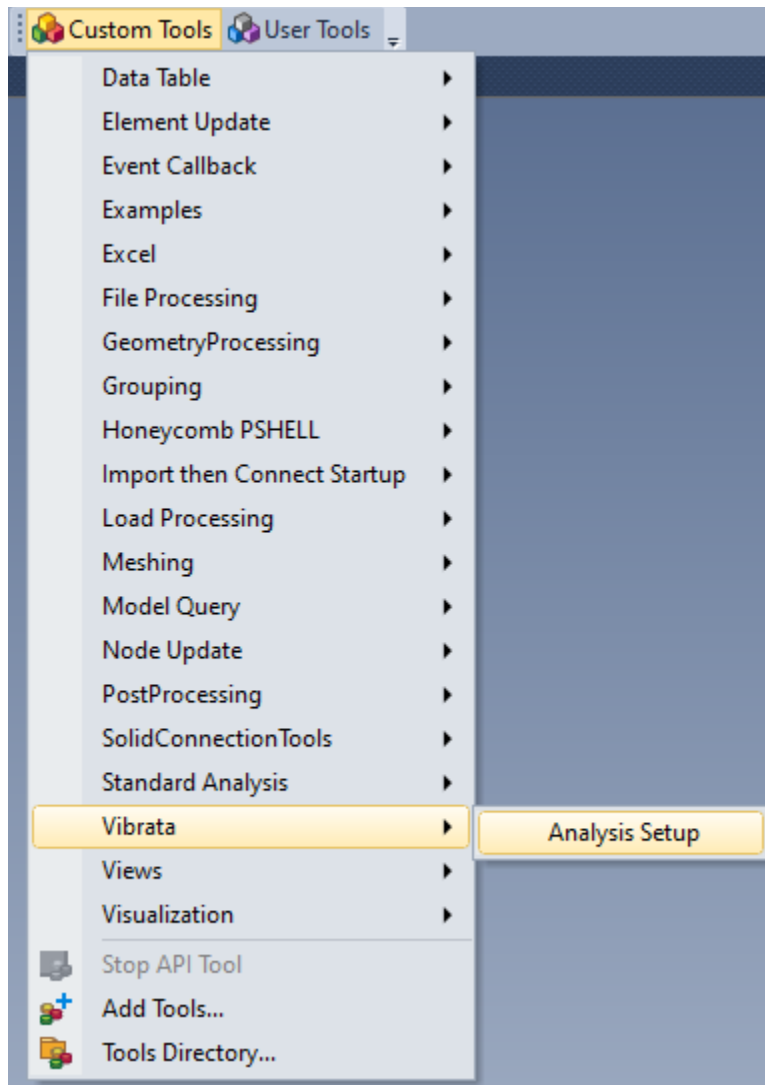 Custom Tools User Tools
Data Table
Element Update
Event Callback
Examples
Excel
File Processing
GeometryProcessing
Grouping
Honeycomb PSHELL
Import then Connect Startup
Load Processing
Meshing
Model Query
Node Update
PostProcessing
SolidConnectionTools
Standard Analysis
Vibrata
Analysis Setup
Views
Visualization
Stop API Tool
Add Tools...
Tools Directory...